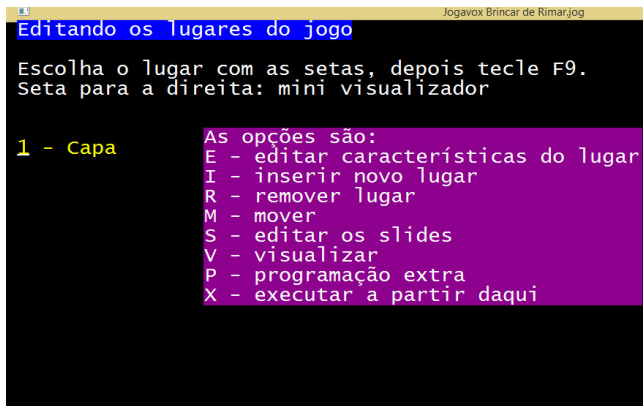 Jogavox Brincar de Rimar.jog
Editando os lugares do jogo
Escolha o lugar com as setas, depois tecle F9.
Seta para a direita: mini visualizador
1 - Capa
As opções são:
E - editar características do lugar
I - inserir novo lugar
R - remover lugar
M - mover
S - editar os slides
V - visualizar
P - programação extra
X - executar a partir daqui